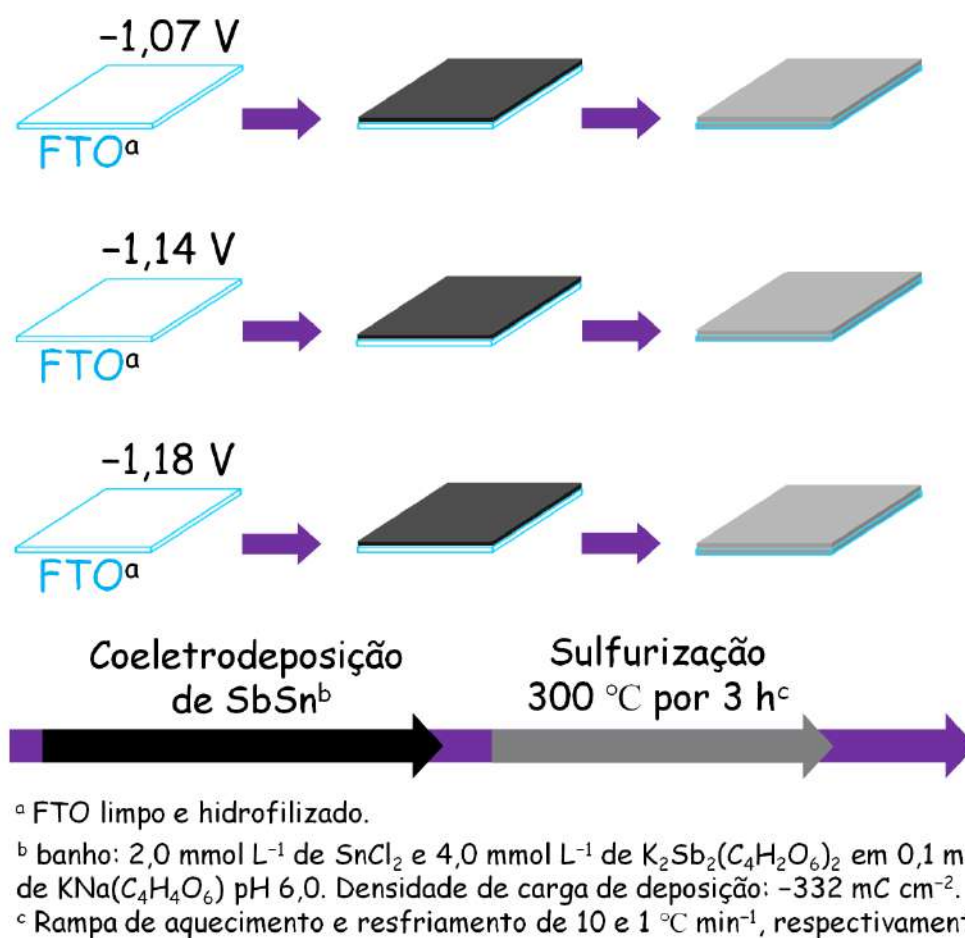 –1,07 V
FTOᵃ
–1,14 V
FTOᵃ
–1,18 V
FTOᵃ
Coeletrodeposição
de SbSnᵇ
Sulfurização
300 °C por 3 hᶜ
ᵃ FTO limpo e hidrofilizado.
ᵇ banho: 2,0 mmol L⁻¹ de SnCl₂ e 4,0 mmol L⁻¹ de K₂Sb₂(C₄H₂O₆)₂ em 0,1 m
de KNa(C₄H₄O₆) pH 6,0. Densidade de carga de deposição: –332 mC cm⁻².
ᶜ Rampa de aquecimento e resfriamento de 10 e 1 °C min⁻¹, respectivament